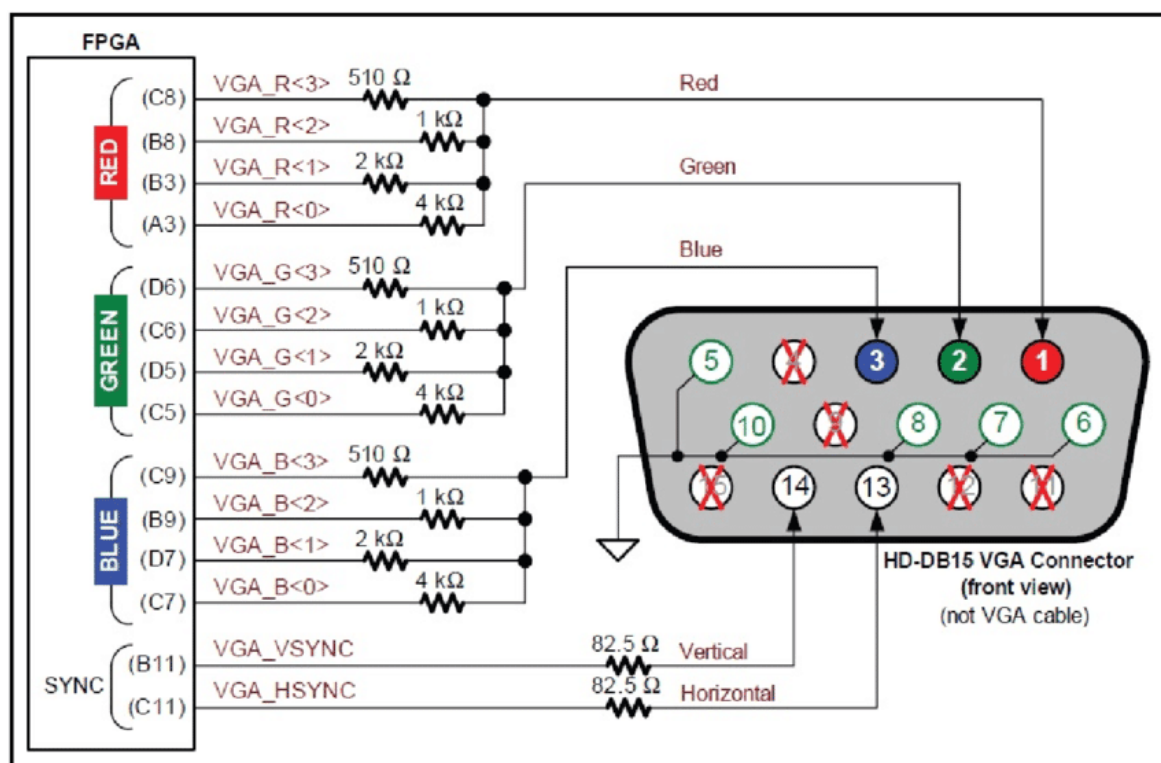 FPGA
RED
(C8) VGA_R<3> 510 Ω Red
(B8) VGA_R<2> 1 kΩ
(B3) VGA_R<1> 2 kΩ
(A3) VGA_R<0> 4 kΩ
Green
GREEN
(D6) VGA_G<3> 510 Ω
(C6) VGA_G<2> 1 kΩ
(D5) VGA_G<1> 2 kΩ
(C5) VGA_G<0> 4 kΩ
Blue
BLUE
(C9) VGA_B<3> 510 Ω
(B9) VGA_B<2> 1 kΩ
(D7) VGA_B<1> 2 kΩ
(C7) VGA_B<0> 4 kΩ
SYNC
(B11) VGA_VSYNC 82.5 Ω Vertical
(C11) VGA_HSYNC 82.5 Ω Horizontal
5 3 2 1
10 8 7 6
14 13
HD-DB15 VGA Connector
(front view)
(not VGA cable)